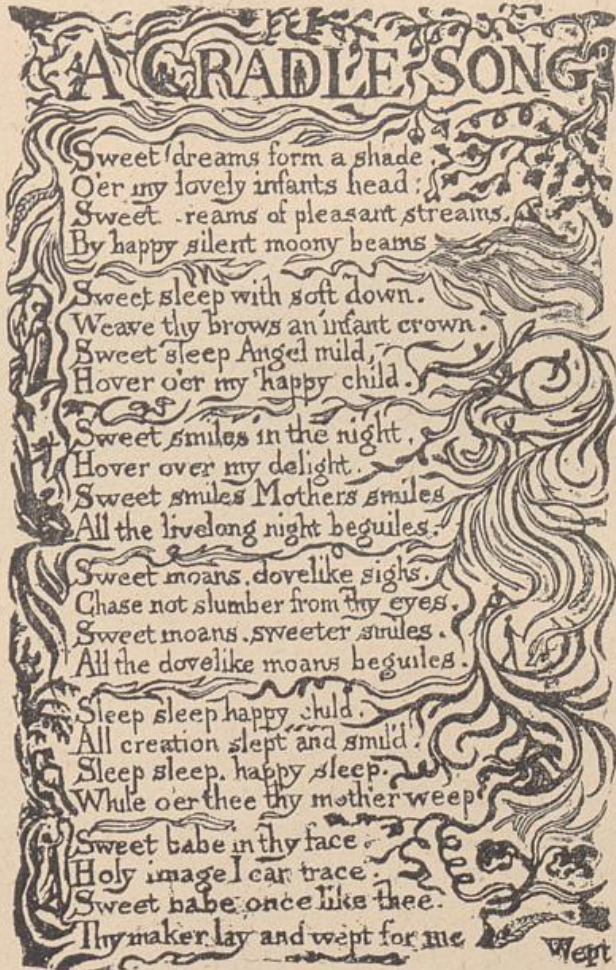 A CRADLE SONG
Sweet dreams form a shade.
O'er my lovely infants head:
Sweet reams of pleasant streams.
By happy silent moony beams
Sweet sleep with soft down.
Weave thy brows an infant crown.
Sweet sleep Angel mild,
Hover o'er my happy child.
Sweet smiles in the night.
Hover over my delight.
Sweet smiles Mothers smiles
All the livelong night beguiles.
Sweet moans, dovelike sighs.
Chase not slumber from thy eyes.
Sweet moans, sweeter smiles.
All the dovelike moans beguiles.
Sleep sleep happy child.
All creation slept and smil'd.
Sleep sleep, happy sleep.
While o'er thee thy mother weep
Sweet babe in thy face.
Holy image I can trace.
Sweet babe once like thee.
Thy maker lay and wept for me
Wept